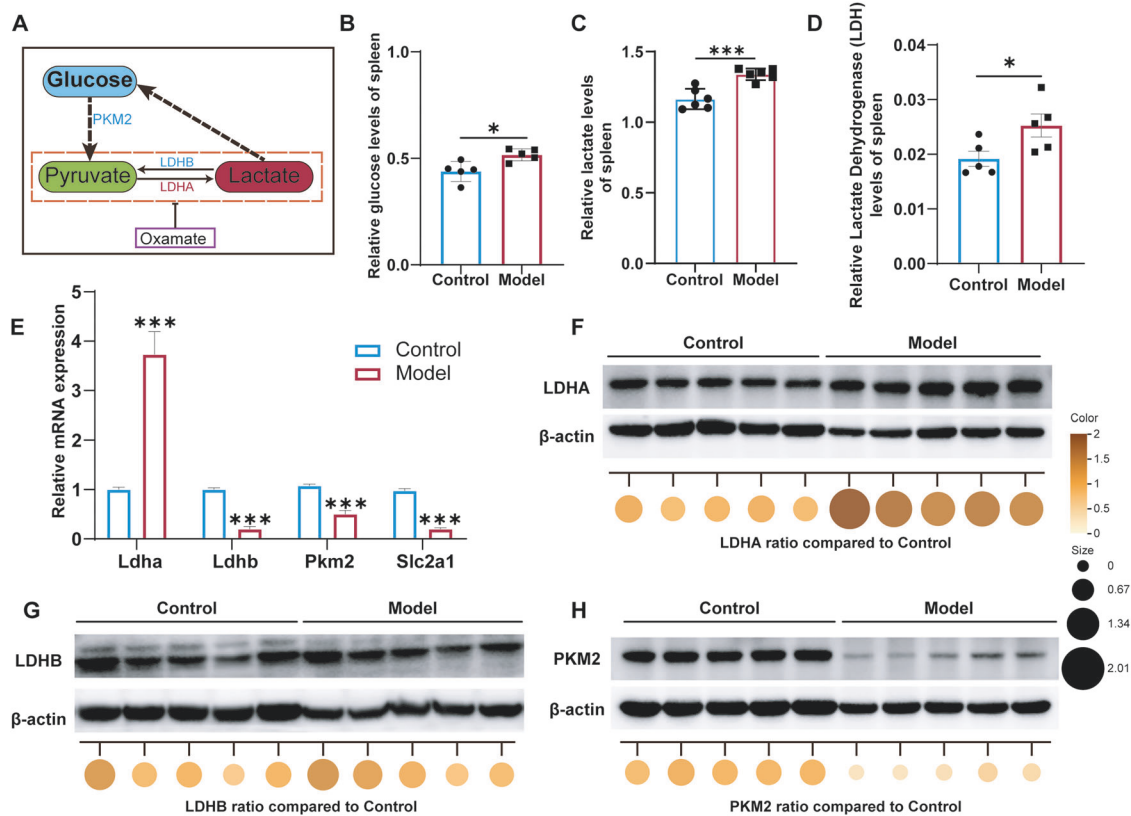 A
Glucose
PKM2
Pyruvate
LDHB
LDHA
Lactate
Oxamate
B
Relative glucose levels of spleen
1.0
0.5
0.0
*
Control
Model
C
Relative lactate levels
of spleen
1.5
1.0
0.5
0.0
***
Control
Model
D
Relative Lactate Dehydrogenase (LDH)
levels of spleen
0.04
0.03
0.02
0.01
0.00
*
Control
Model
E
Relative mRNA expression
5
4
3
2
1
0
***
***
***
***
Control
Model
Ldha
Ldhb
Pkm2
Slc2a1
F
Control
Model
LDHA
β-actin
LDHA ratio compared to Control
Color
2
1.5
1
0.5
0
Size
0
0.67
1.34
2.01
G
Control
Model
LDHB
β-actin
LDHB ratio compared to Control
H
Control
Model
PKM2
β-actin
PKM2 ratio compared to Control